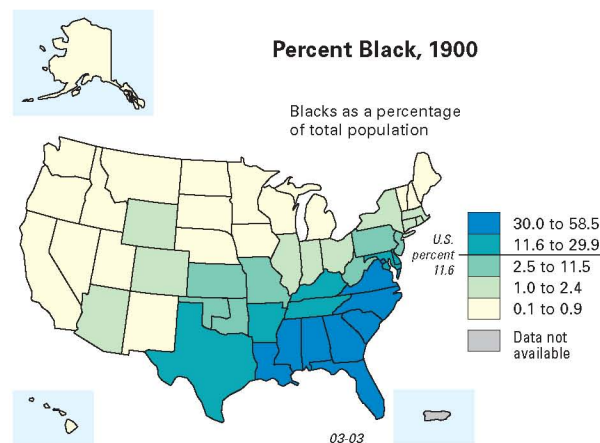 Percent Black, 1900
Blacks as a percentage
of total population
U.S.
percent
11.6
30.0 to 58.5
11.6 to 29.9
2.5 to 11.5
1.0 to 2.4
0.1 to 0.9
Data not
available
03-03